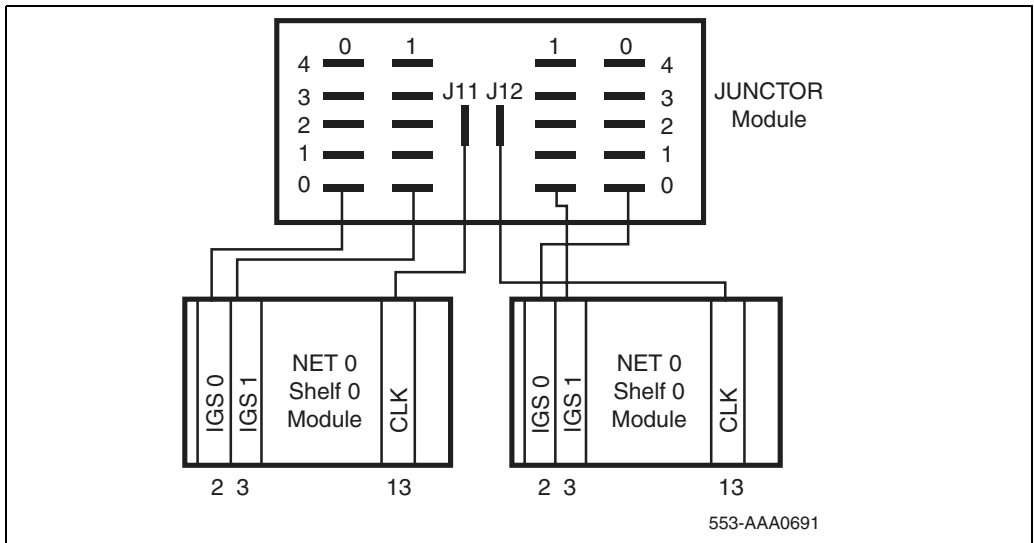 0 1 1 0
4 4
3 J11 J12 3
2 2
1 1
0 0
JUNCTOR
Module
IGS 0
IGS 1
NET 0
Shelf 0
Module
CLK
IGS 0
IGS 1
NET 0
Shelf 0
Module
CLK
2 3 13
2 3 13
553-AAA0691